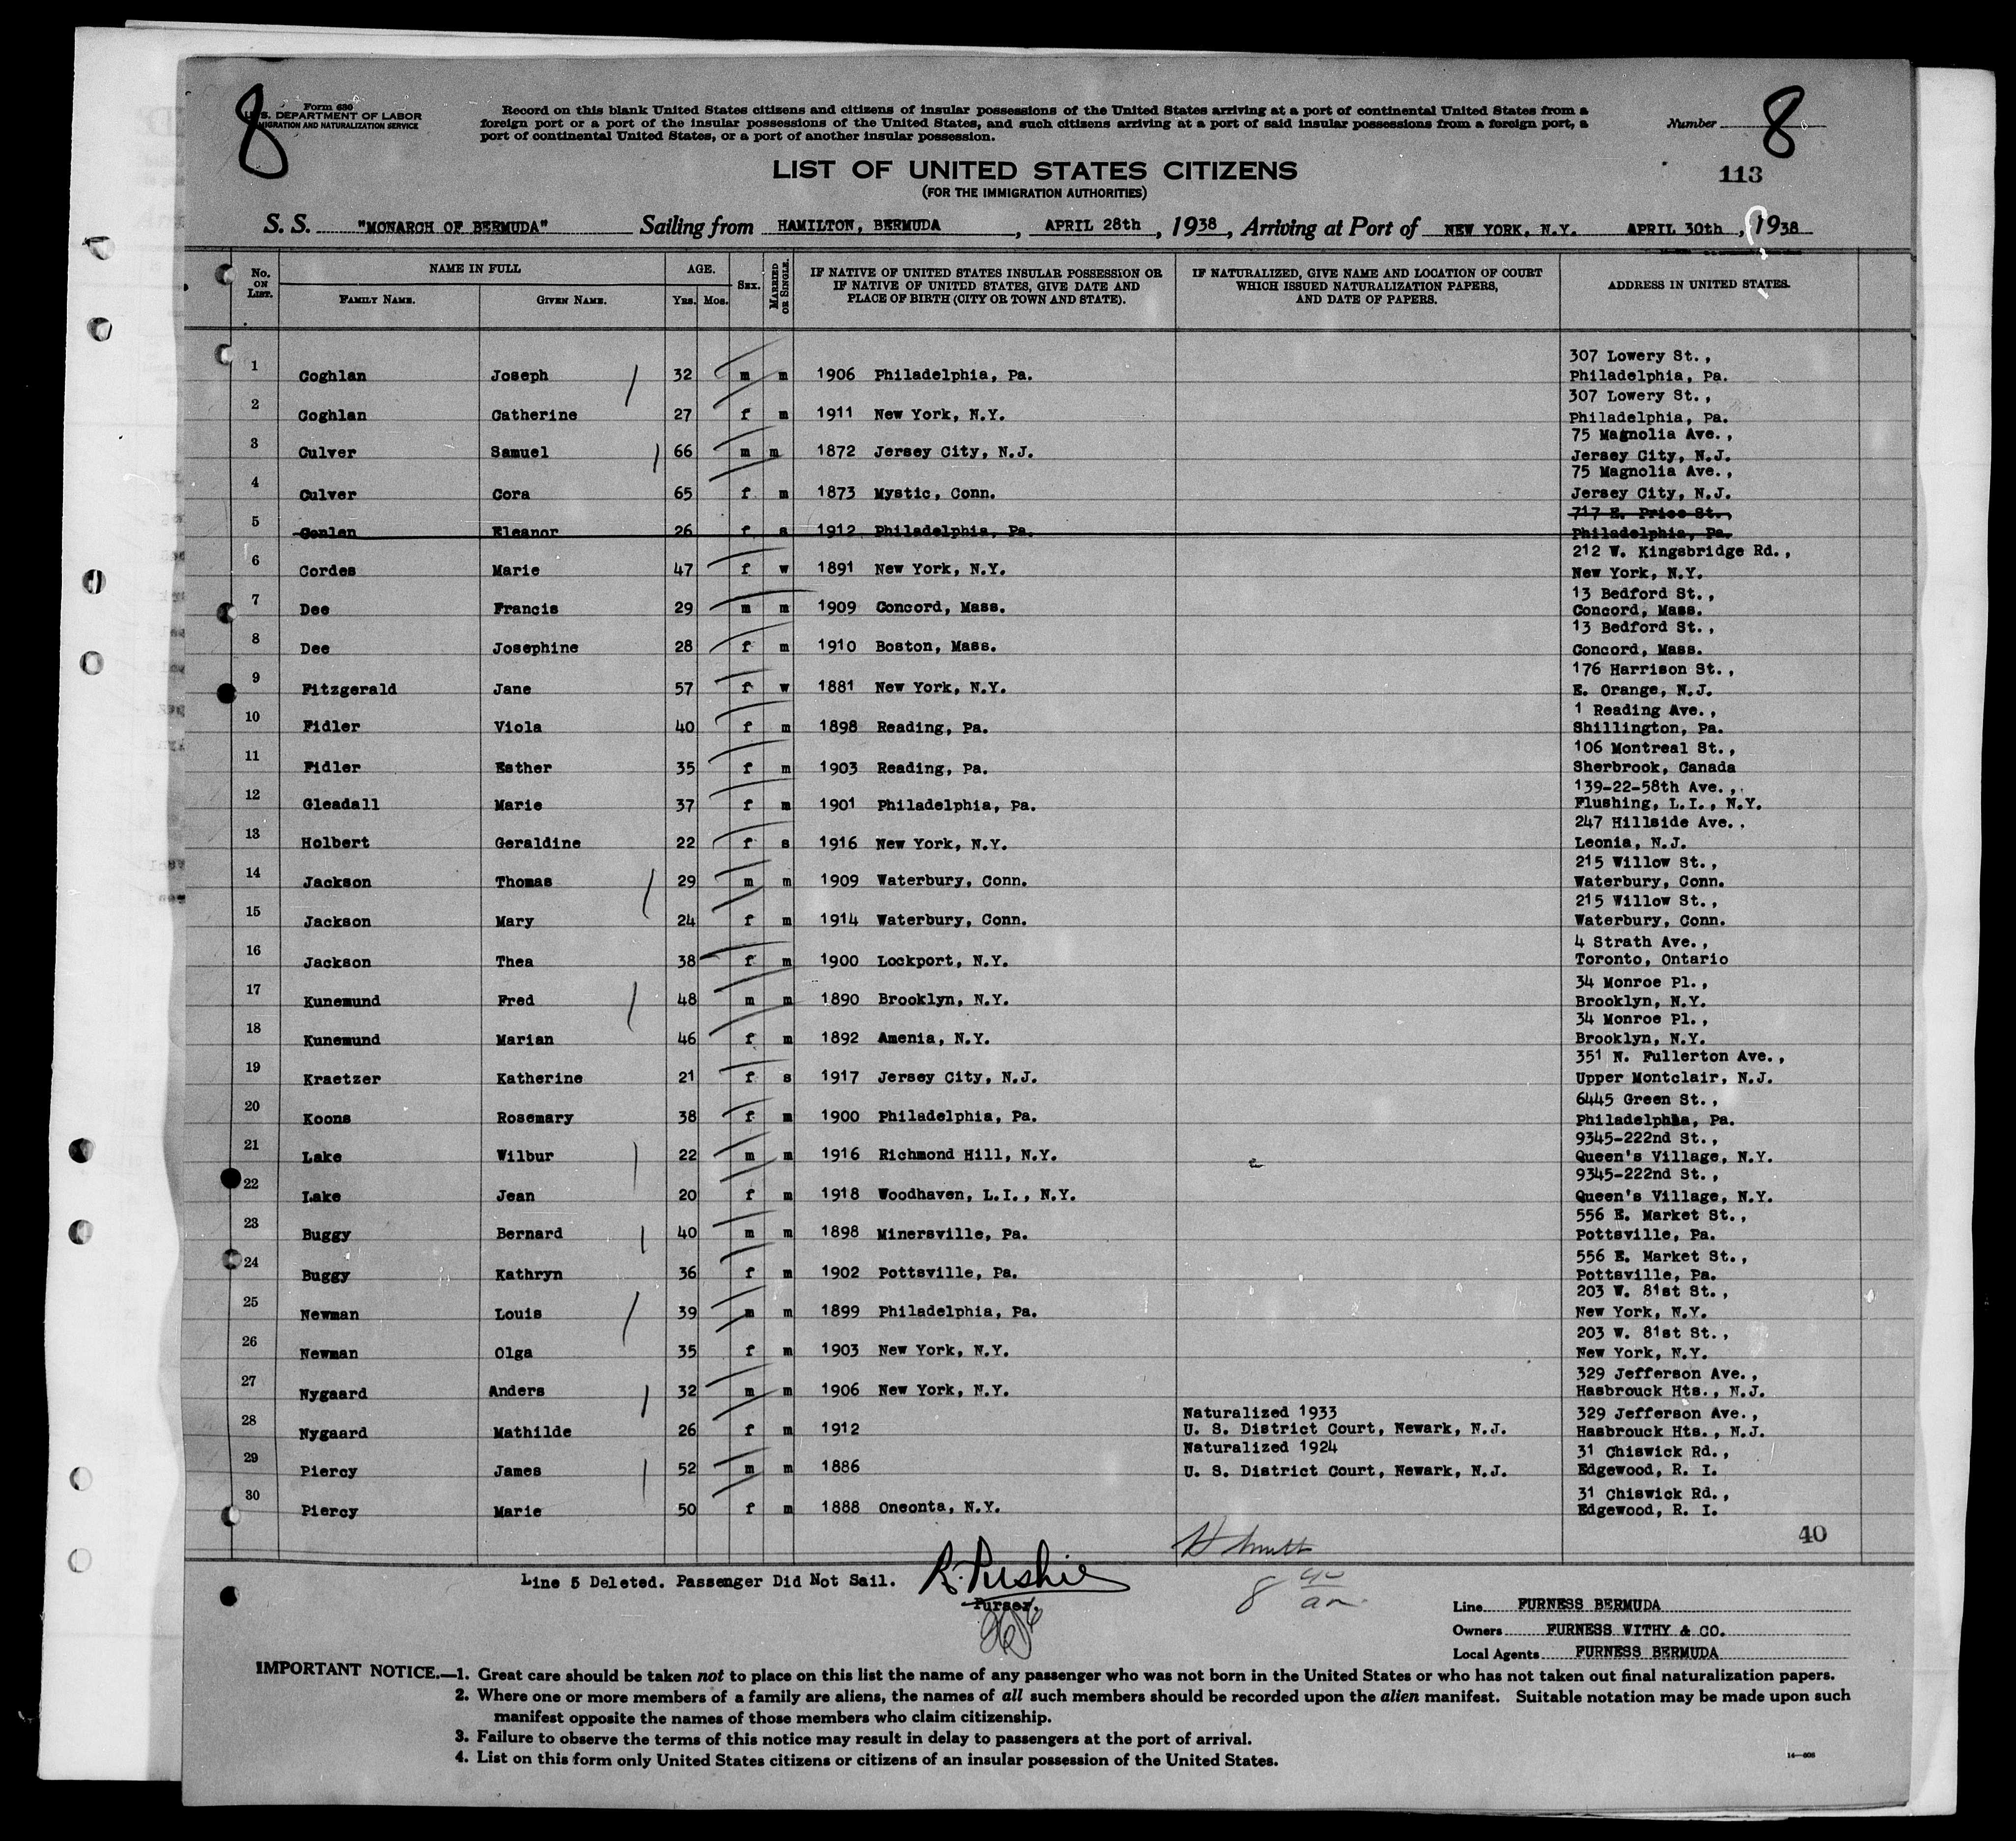 8
Form 630
U. S. DEPARTMENT OF LABOR
IMMIGRATION AND NATURALIZATION SERVICE
Record on this blank United States citizens and citizens of insular possessions of the United States arriving at a port of continental United States from a
foreign port or a port of the insular possessions of the United States, and such citizens arriving at a port of said insular possessions from a foreign port, a
port of continental United States, or a port of another insular possession.
Number 8
113
LIST OF UNITED STATES CITIZENS
(FOR THE IMMIGRATION AUTHORITIES)
S. S. "MONARCH OF BERMUDA" Sailing from HAMILTON, BERMUDA, APRIL 28th, 1938, Arriving at Port of NEW YORK, N.Y. APRIL 30th, 1938
No. ON LIST. NAME IN FULL FAMILY NAME. GIVEN NAME. AGE. YRS. MOS. SEX. MARRIED OR SINGLE. IF NATIVE OF UNITED STATES INSULAR POSSESSION OR IF NATIVE OF UNITED STATES, GIVE DATE AND PLACE OF BIRTH (CITY OR TOWN AND STATE). IF NATURALIZED, GIVE NAME AND LOCATION OF COURT WHICH ISSUED NATURALIZATION PAPERS, AND DATE OF PAPERS. ADDRESS IN UNITED STATES.
1 Coghlan Joseph 32 m m 1906 Philadelphia, Pa. 307 Lowery St., Philadelphia, Pa.
2 Coghlan Catherine 27 f m 1911 New York, N.Y. 307 Lowery St., Philadelphia, Pa.
3 Culver Samuel 66 m m 1872 Jersey City, N.J. 75 Magnolia Ave., Jersey City, N.J.
4 Culver Cora 65 f m 1873 Mystic, Conn. 75 Magnolia Ave., Jersey City, N.J.
5 Conlen Eleanor 26 f s 1912 Philadelphia, Pa. 717 E. Price St., Philadelphia, Pa.
6 Cordes Marie 47 f w 1891 New York, N.Y. 212 W. Kingsbridge Rd., New York, N.Y.
7 Dee Francis 29 m m 1909 Concord, Mass. 13 Bedford St., Concord, Mass.
8 Dee Josephine 28 f m 1910 Boston, Mass. 13 Bedford St., Concord, Mass.
9 Fitzgerald Jane 57 f w 1881 New York, N.Y. 176 Harrison St., E. Orange, N.J.
10 Fidler Viola 40 f m 1898 Reading, Pa. 1 Reading Ave., Shillington, Pa.
11 Fidler Esther 35 f m 1903 Reading, Pa. 106 Montreal St., Sherbrook, Canada
12 Gleadall Marie 37 f m 1901 Philadelphia, Pa. 139-22-58th Ave., Flushing, L.I., N.Y.
13 Holbert Geraldine 22 f s 1916 New York, N.Y. 247 Hillside Ave., Leonia, N.J.
14 Jackson Thomas 29 m m 1909 Waterbury, Conn. 215 Willow St., Waterbury, Conn.
15 Jackson Mary 24 f m 1914 Waterbury, Conn. 215 Willow St., Waterbury, Conn.
16 Jackson Thea 38 f m 1900 Lockport, N.Y. 4 Strath Ave., Toronto, Ontario
17 Kunemund Fred 48 m m 1890 Brooklyn, N.Y. 34 Monroe Pl., Brooklyn, N.Y.
18 Kunemund Marian 46 f m 1892 Amenia, N.Y. 34 Monroe Pl., Brooklyn, N.Y.
19 Kraetzer Katherine 21 f s 1917 Jersey City, N.J. 351 N. Fullerton Ave., Upper Montclair, N.J.
20 Koons Rosemary 38 f m 1900 Philadelphia, Pa. 6445 Green St., Philadelphia, Pa.
21 Lake Wilbur 22 m m 1916 Richmond Hill, N.Y. 9345-222nd St., Queen's Village, N.Y.
22 Lake Jean 20 f m 1918 Woodhaven, L.I., N.Y. 9345-222nd St., Queen's Village, N.Y.
23 Buggy Bernard 40 m m 1898 Minersville, Pa. 556 E. Market St., Pottsville, Pa.
24 Buggy Kathryn 36 f m 1902 Pottsville, Pa. 556 E. Market St., Pottsville, Pa.
25 Newman Louis 39 m m 1899 Philadelphia, Pa. 203 W. 81st St., New York, N.Y.
26 Newman Olga 35 f m 1903 New York, N.Y. 203 W. 81st St., New York, N.Y.
27 Nygaard Anders 32 m m 1906 New York, N.Y. 329 Jefferson Ave., Hasbrouck Hts., N.J.
28 Nygaard Mathilde 26 f m 1912 Naturalized 1933 U. S. District Court, Newark, N.J. 329 Jefferson Ave., Hasbrouck Hts., N.J.
29 Piercy James 52 m m 1886 Naturalized 1924 U. S. District Court, Newark, N.J. 31 Chiswick Rd., Edgewood, R. I.
30 Piercy Marie 50 f m 1888 Oneonta, N.Y. 31 Chiswick Rd., Edgewood, R. I.
40
Line 5 Deleted. Passenger Did Not Sail.
Purser.
Line FURNESS BERMUDA
Owners FURNESS WITHY & CO.
Local Agents FURNESS BERMUDA
IMPORTANT NOTICE.—1. Great care should be taken not to place on this list the name of any passenger who was not born in the United States or who has not taken out final naturalization papers.
2. Where one or more members of a family are aliens, the names of all such members should be recorded upon the alien manifest. Suitable notation may be made upon such
manifest opposite the names of those members who claim citizenship.
3. Failure to observe the terms of this notice may result in delay to passengers at the port of arrival.
4. List on this form only United States citizens or citizens of an insular possession of the United States.